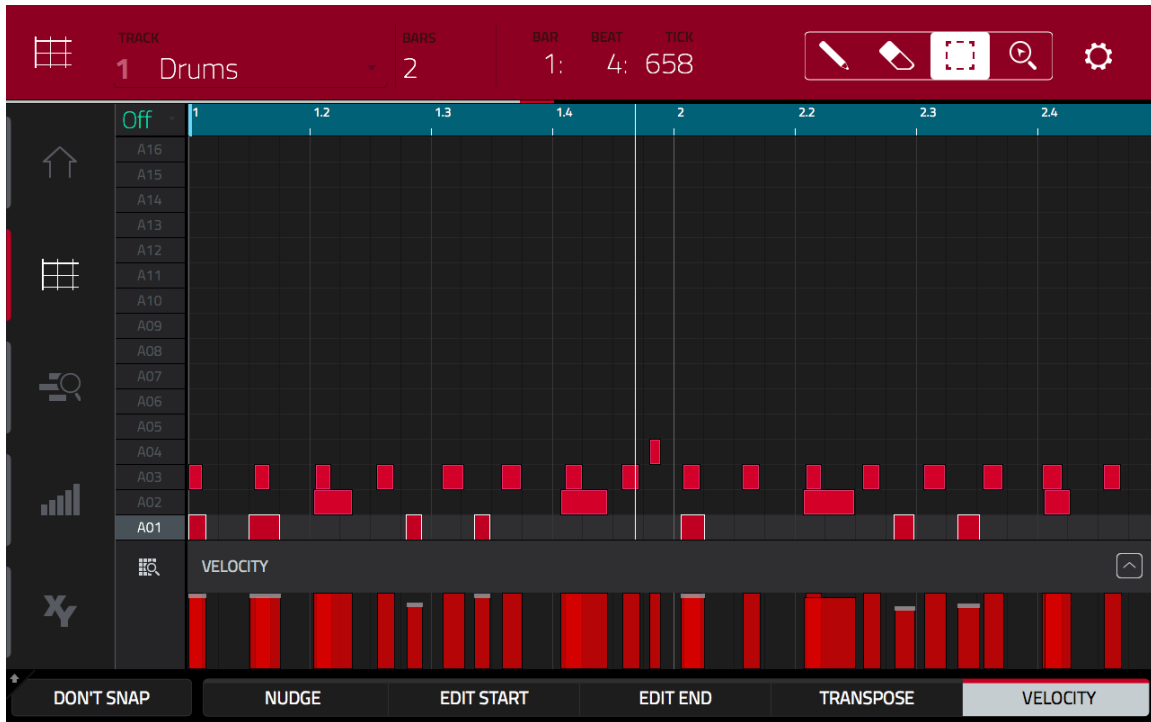 TRACK BARS BAR BEAT TICK
1 Drums 2 1: 4: 658
Off 1 1.2 1.3 1.4 2 2.2 2.3 2.4
A16
A15
A14
A13
A12
A11
A10
A09
A08
A07
A06
A05
A04
A03
A02
A01
VELOCITY
XY
DON'T SNAP NUDGE EDIT START EDIT END TRANSPOSE VELOCITY